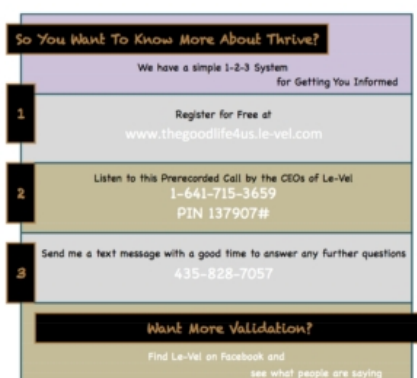 So You Want To Know More About Thrive?
We have a simple 1-2-3 System
for Getting You Informed
1
Register for Free at
www.thegoodlife4us.le-vel.com
2
Listen to this Prerecorded Call by the CEOs of Le-Vel
1-641-715-3659
PIN 137907#
3
Send me a text message with a good time to answer any further questions
435-828-7057
Want More Validation?
Find Le-Vel on Facebook and
see what people are saying